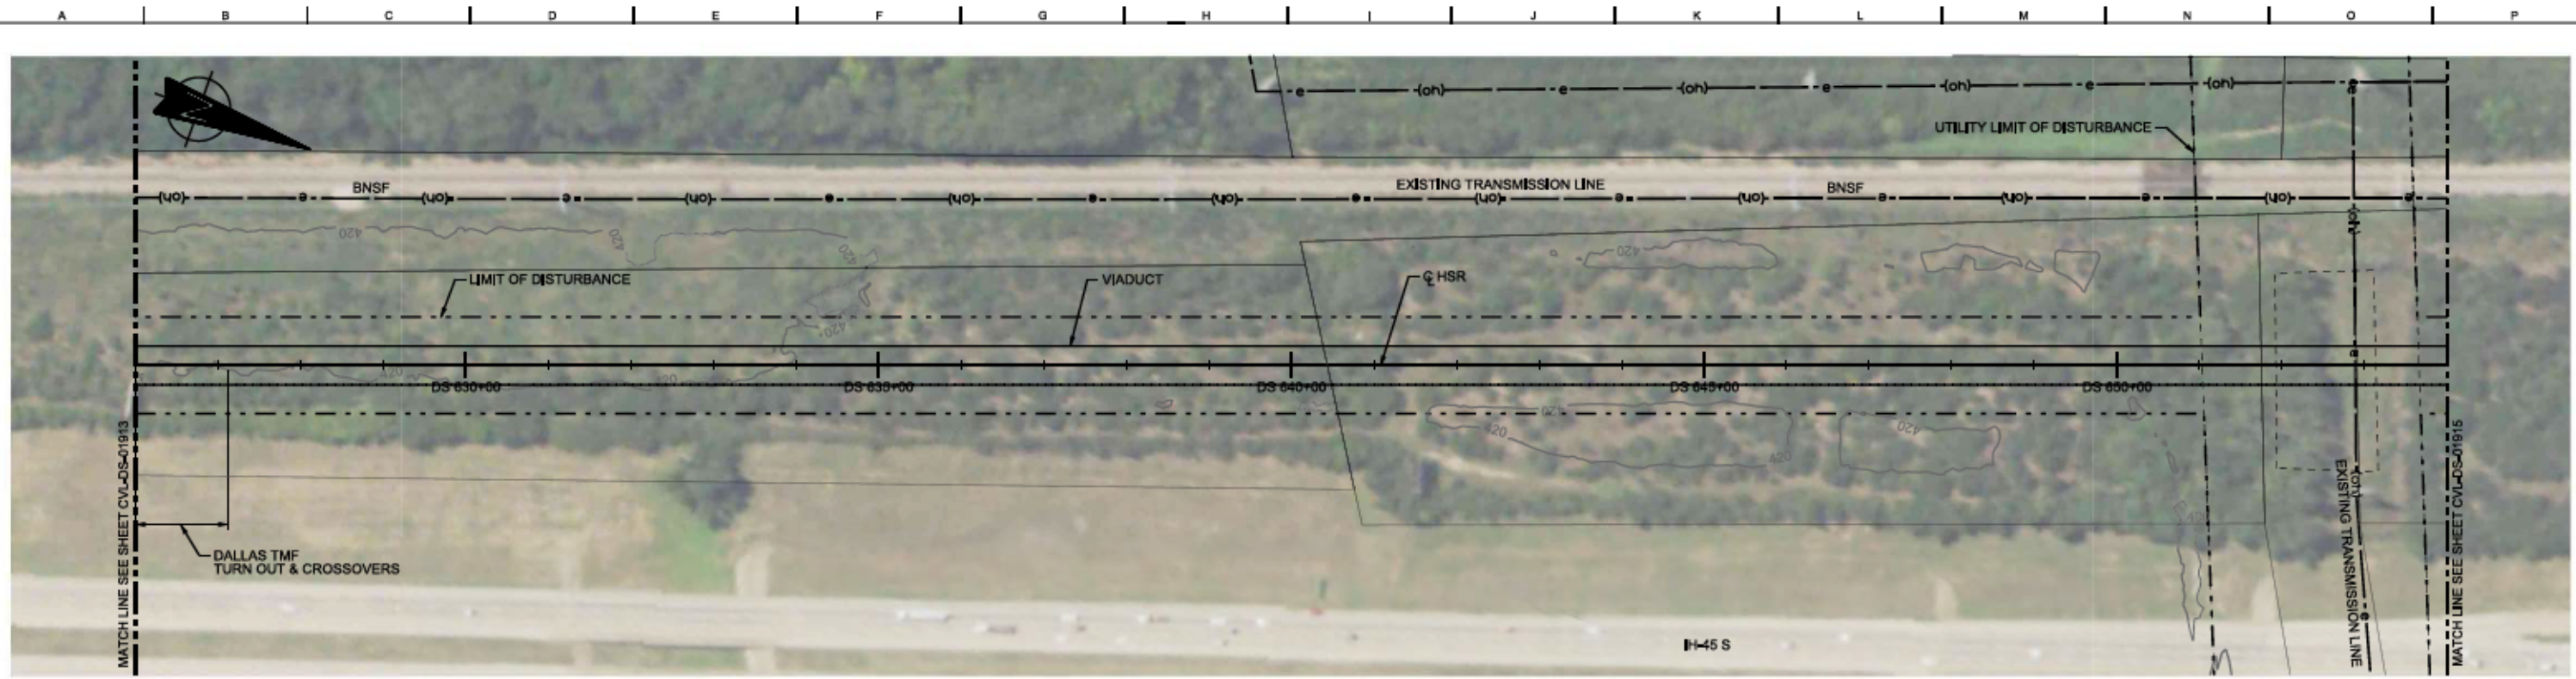 A B C D E F G H I J K L M N O P
e (oh) e (oh) e (oh) e (oh) e
UTILITY LIMIT OF DISTURBANCE
BNSF
EXISTING TRANSMISSION LINE
BNSF
(oh) e (oh) e (oh) e (oh) e (oh) e (oh) e (oh) e (oh) e (oh)
420 420 420 420
LIMIT OF DISTURBANCE
VIADUCT
℄ HSR
420
420 420
DS 630+00 DS 635+00 DS 640+00 DS 645+00 DS 650+00
420 420 420 420
MATCH LINE SEE SHEET CVL-DS-01913
DALLAS TMF
TURN OUT & CROSSOVERS
IH-45 S
EXISTING TRANSMISSION LINE
MATCH LINE SEE SHEET CVL-DS-01915